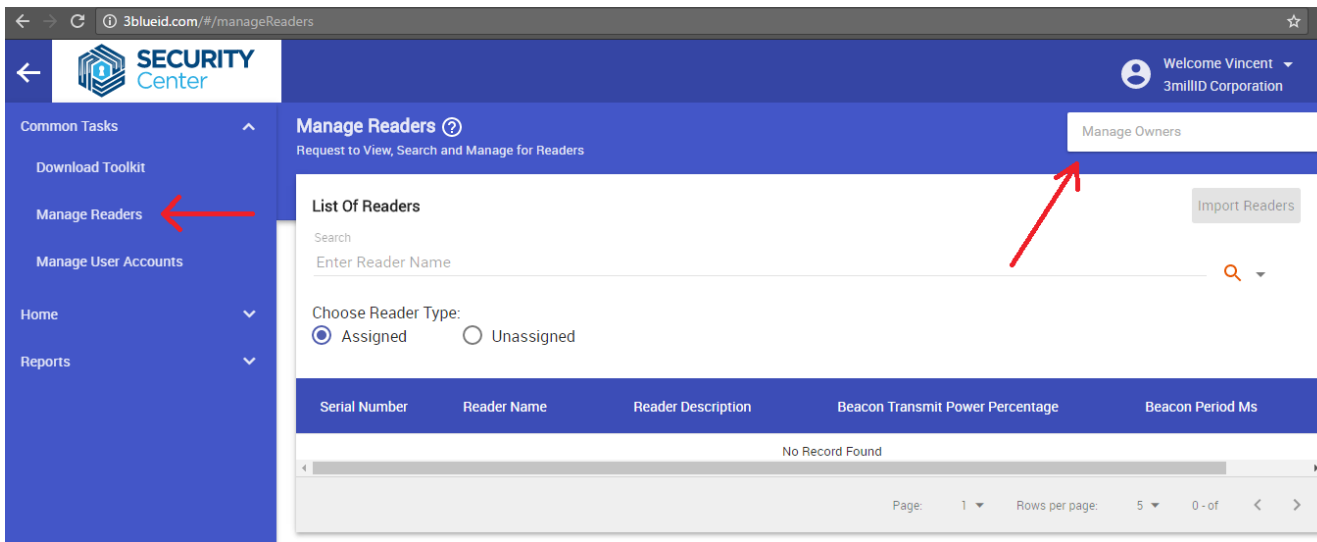 3blueid.com/#/manageReaders
SECURITY
Center
Welcome Vincent
3millID Corporation
Common Tasks
Download Toolkit
Manage Readers
Manage User Accounts
Home
Reports
Manage Readers ?
Request to View, Search and Manage for Readers
Manage Owners
List Of Readers
Import Readers
Search
Enter Reader Name
Choose Reader Type:
Assigned Unassigned
Serial Number Reader Name Reader Description Beacon Transmit Power Percentage Beacon Period Ms
No Record Found
Page: 1 Rows per page: 5 0 - of